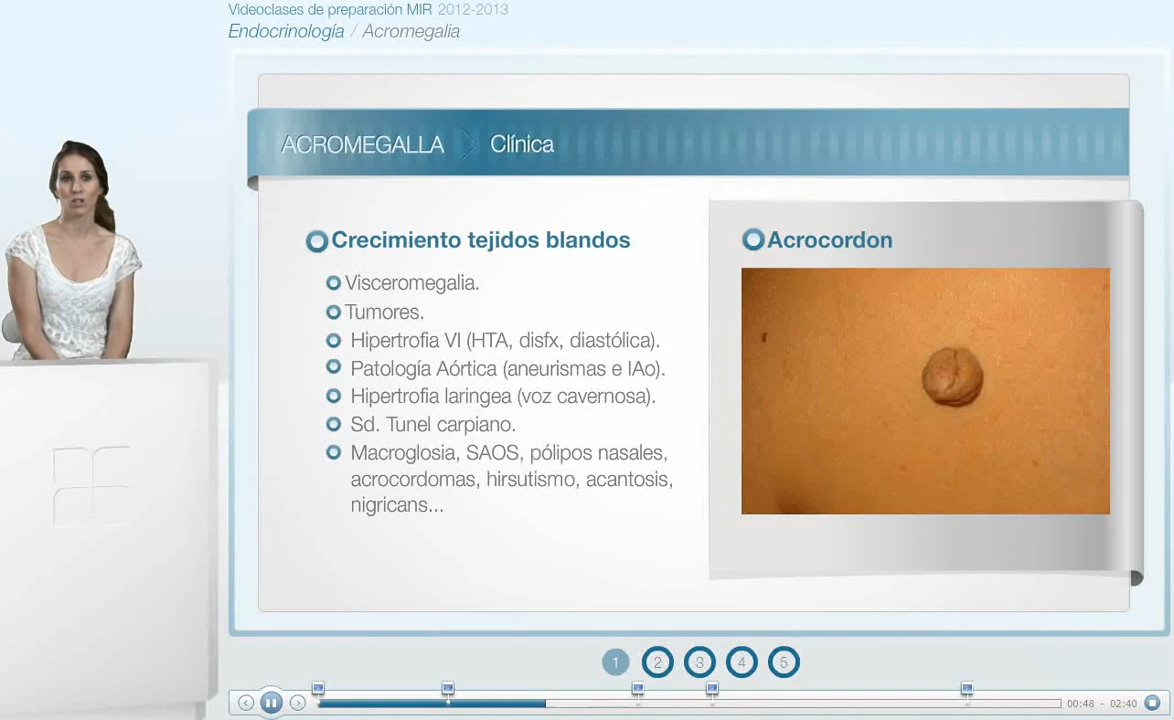 Videoclases de preparación MIR 2012-2013
Endocrinología / Acromegalia
ACROMEGALLA Clínica
Crecimiento tejidos blandos
Visceromegalia.
Tumores.
Hipertrofia VI (HTA, disfx, diastólica).
Patología Aórtica (aneurismas e IAo).
Hipertrofia laringea (voz cavernosa).
Sd. Tunel carpiano.
Macroglosia, SAOS, pólipos nasales,
acrocordomas, hirsutismo, acantosis,
nigricans...
Acrocordon
1 2 3 4 5
00:48 - 02:40